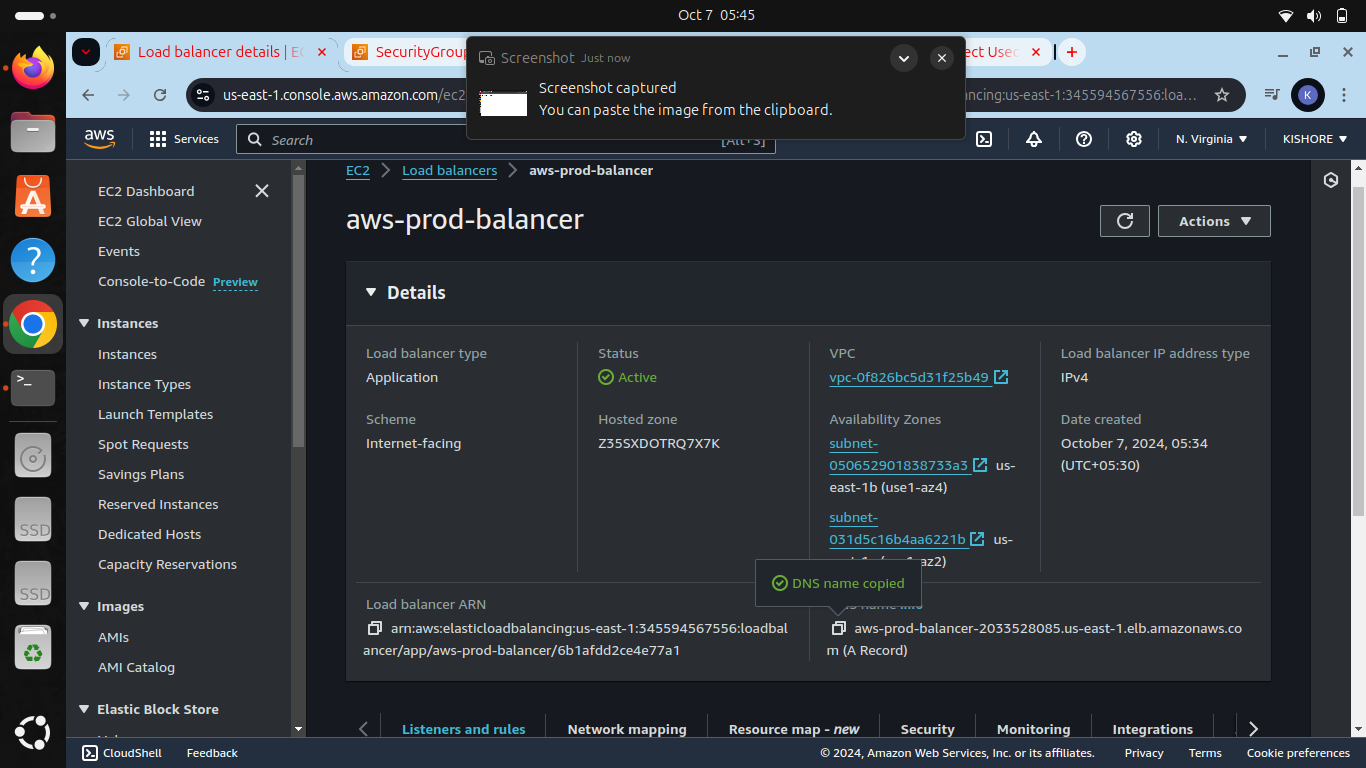 Oct 7 05:45
Load balancer details | EC
SecurityGroup
ect Usec
Screenshot Just now
Screenshot captured
You can paste the image from the clipboard.
us-east-1.console.aws.amazon.com/ec2
ancing:us-east-1:345594567556:loa...
K
aws
Services
Search
[Alt+S]
N. Virginia
KISHORE
EC2 Dashboard
EC2 Global View
Events
Console-to-Code Preview
Instances
Instances
Instance Types
Launch Templates
Spot Requests
Savings Plans
Reserved Instances
Dedicated Hosts
Capacity Reservations
Images
AMIs
AMI Catalog
Elastic Block Store
EC2
Load balancers
aws-prod-balancer
aws-prod-balancer
Actions
Details
Load balancer type
Application
Status
Active
VPC
vpc-0f826bc5d31f25b49
Load balancer IP address type
IPv4
Scheme
Internet-facing
Hosted zone
Z35SXDOTRQ7X7K
Availability Zones
subnet-
050652901838733a3 us-
east-1b (use1-az4)
subnet-
031d5c16b4aa6221b us-
az2)
Date created
October 7, 2024, 05:34
(UTC+05:30)
DNS name copied
Load balancer ARN
arn:aws:elasticloadbalancing:us-east-1:345594567556:loadbal
ancer/app/aws-prod-balancer/6b1afdd2ce4e77a1
aws-prod-balancer-2033528085.us-east-1.elb.amazonaws.co
m (A Record)
Listeners and rules
Network mapping
Resource map - new
Security
Monitoring
Integrations
SSD
SSD
CloudShell
Feedback
© 2024, Amazon Web Services, Inc. or its affiliates.
Privacy
Terms
Cookie preferences